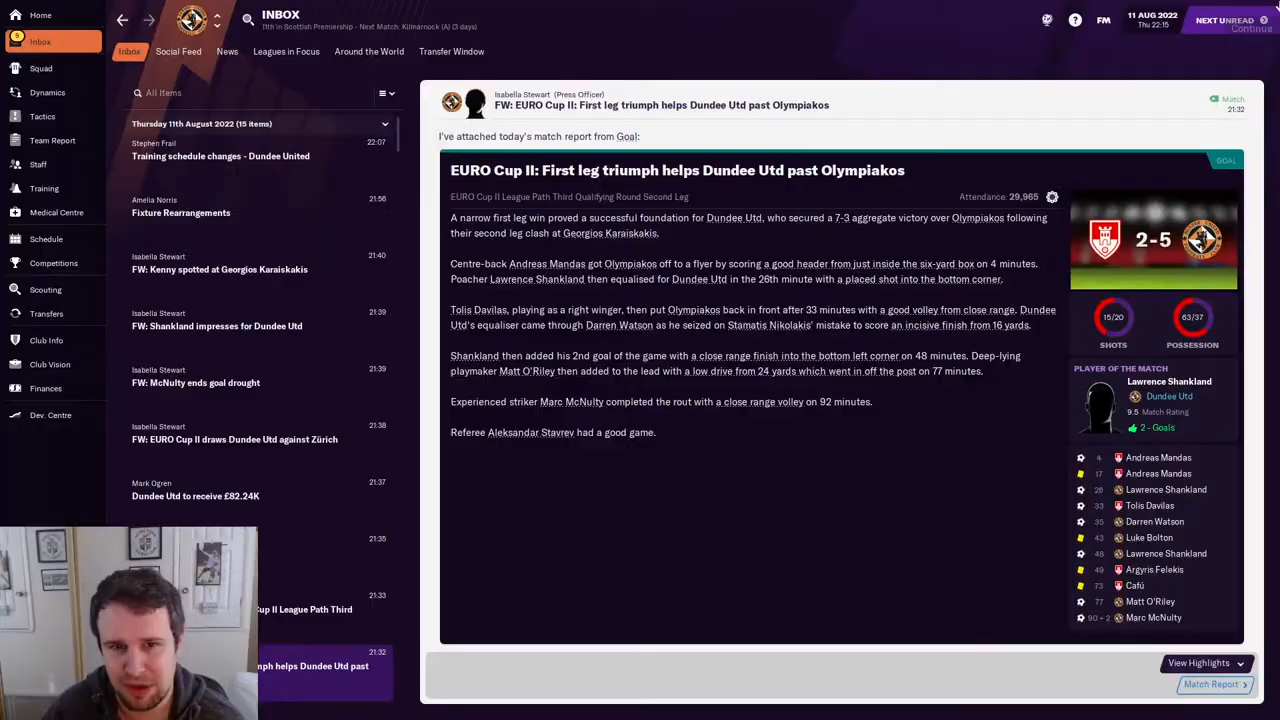 INBOX
11th in Scottish Premiership - Next Match: Kilmarnock (A) (3 days)
FM
11 AUG 2022
Thu 22:15
NEXT UNREAD
Continue
Home
Inbox
Squad
Dynamics
Tactics
Team Report
Staff
Training
Medical Centre
Schedule
Competitions
Scouting
Transfers
Club Info
Club Vision
Finances
Dev. Centre
Inbox
Social Feed
News
Leagues in Focus
Around the World
Transfer Window
All Items
Thursday 11th August 2022 (15 items)
Stephen Frail 22:07
Training schedule changes - Dundee United
Amelia Norris 21:56
Fixture Rearrangements
Isabella Stewart 21:40
FW: Kenny spotted at Georgios Karaiskakis
Isabella Stewart 21:39
FW: Shankland impresses for Dundee Utd
Isabella Stewart 21:39
FW: McNulty ends goal drought
Isabella Stewart 21:38
FW: EURO Cup II draws Dundee Utd against Zürich
Mark Ogren 21:37
Dundee Utd to receive £82.24K
21:35
21:33
Cup II League Path Third
21:32
mph helps Dundee Utd past
Isabella Stewart (Press Officer)
FW: EURO Cup II: First leg triumph helps Dundee Utd past Olympiakos
Match
21:32
I've attached today's match report from Goal:
GOAL
EURO Cup II: First leg triumph helps Dundee Utd past Olympiakos
EURO Cup II League Path Third Qualifying Round Second Leg
Attendance: 29,965
A narrow first leg win proved a successful foundation for Dundee Utd, who secured a 7-3 aggregate victory over Olympiakos following
their second leg clash at Georgios Karaiskakis.
Centre-back Andreas Mandas got Olympiakos off to a flyer by scoring a good header from just inside the six-yard box on 4 minutes.
Poacher Lawrence Shankland then equalised for Dundee Utd in the 26th minute with a placed shot into the bottom corner.
Tolis Davilas, playing as a right winger, then put Olympiakos back in front after 33 minutes with a good volley from close range. Dundee
Utd's equaliser came through Darren Watson as he seized on Stamatis Nikolakis' mistake to score an incisive finish from 16 yards.
Shankland then added his 2nd goal of the game with a close range finish into the bottom left corner on 48 minutes. Deep-lying
playmaker Matt O'Riley then added to the lead with a low drive from 24 yards which went in off the post on 77 minutes.
Experienced striker Marc McNulty completed the rout with a close range volley on 92 minutes.
Referee Aleksandar Stavrev had a good game.
2-5
15/20
SHOTS
63/37
POSSESSION
PLAYER OF THE MATCH
Lawrence Shankland
Dundee Utd
9.5 Match Rating
2 - Goals
4 Andreas Mandas
17 Andreas Mandas
26 Lawrence Shankland
33 Tolis Davilas
35 Darren Watson
43 Luke Bolton
48 Lawrence Shankland
49 Argyris Felekis
73 Cafú
77 Matt O'Riley
90 + 2 Marc McNulty
View Highlights
Match Report